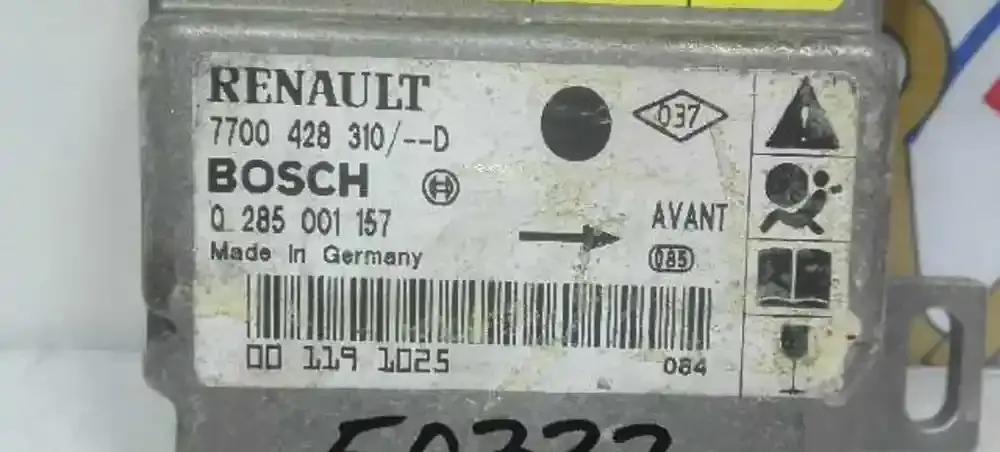 RENAULT
7700 428 310/--D
037
BOSCH
0 285 001 157
AVANT
Made In Germany
085
00 119 1025
084